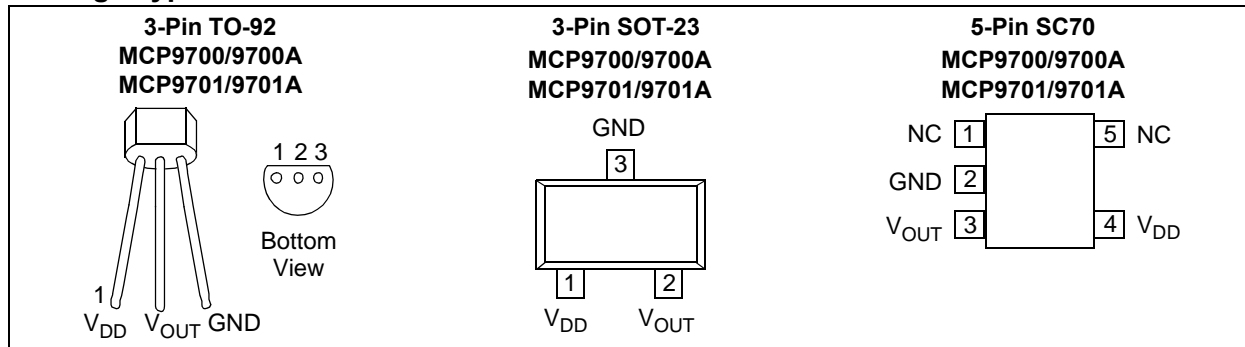 3-Pin TO-92
MCP9700/9700A
MCP9701/9701A
1 2 3
Bottom
View
1
VDD VOUT GND
3-Pin SOT-23
MCP9700/9700A
MCP9701/9701A
GND
3
1 2
VDD VOUT
5-Pin SC70
MCP9700/9700A
MCP9701/9701A
NC 1 5 NC
GND 2
VOUT 3 4 VDD